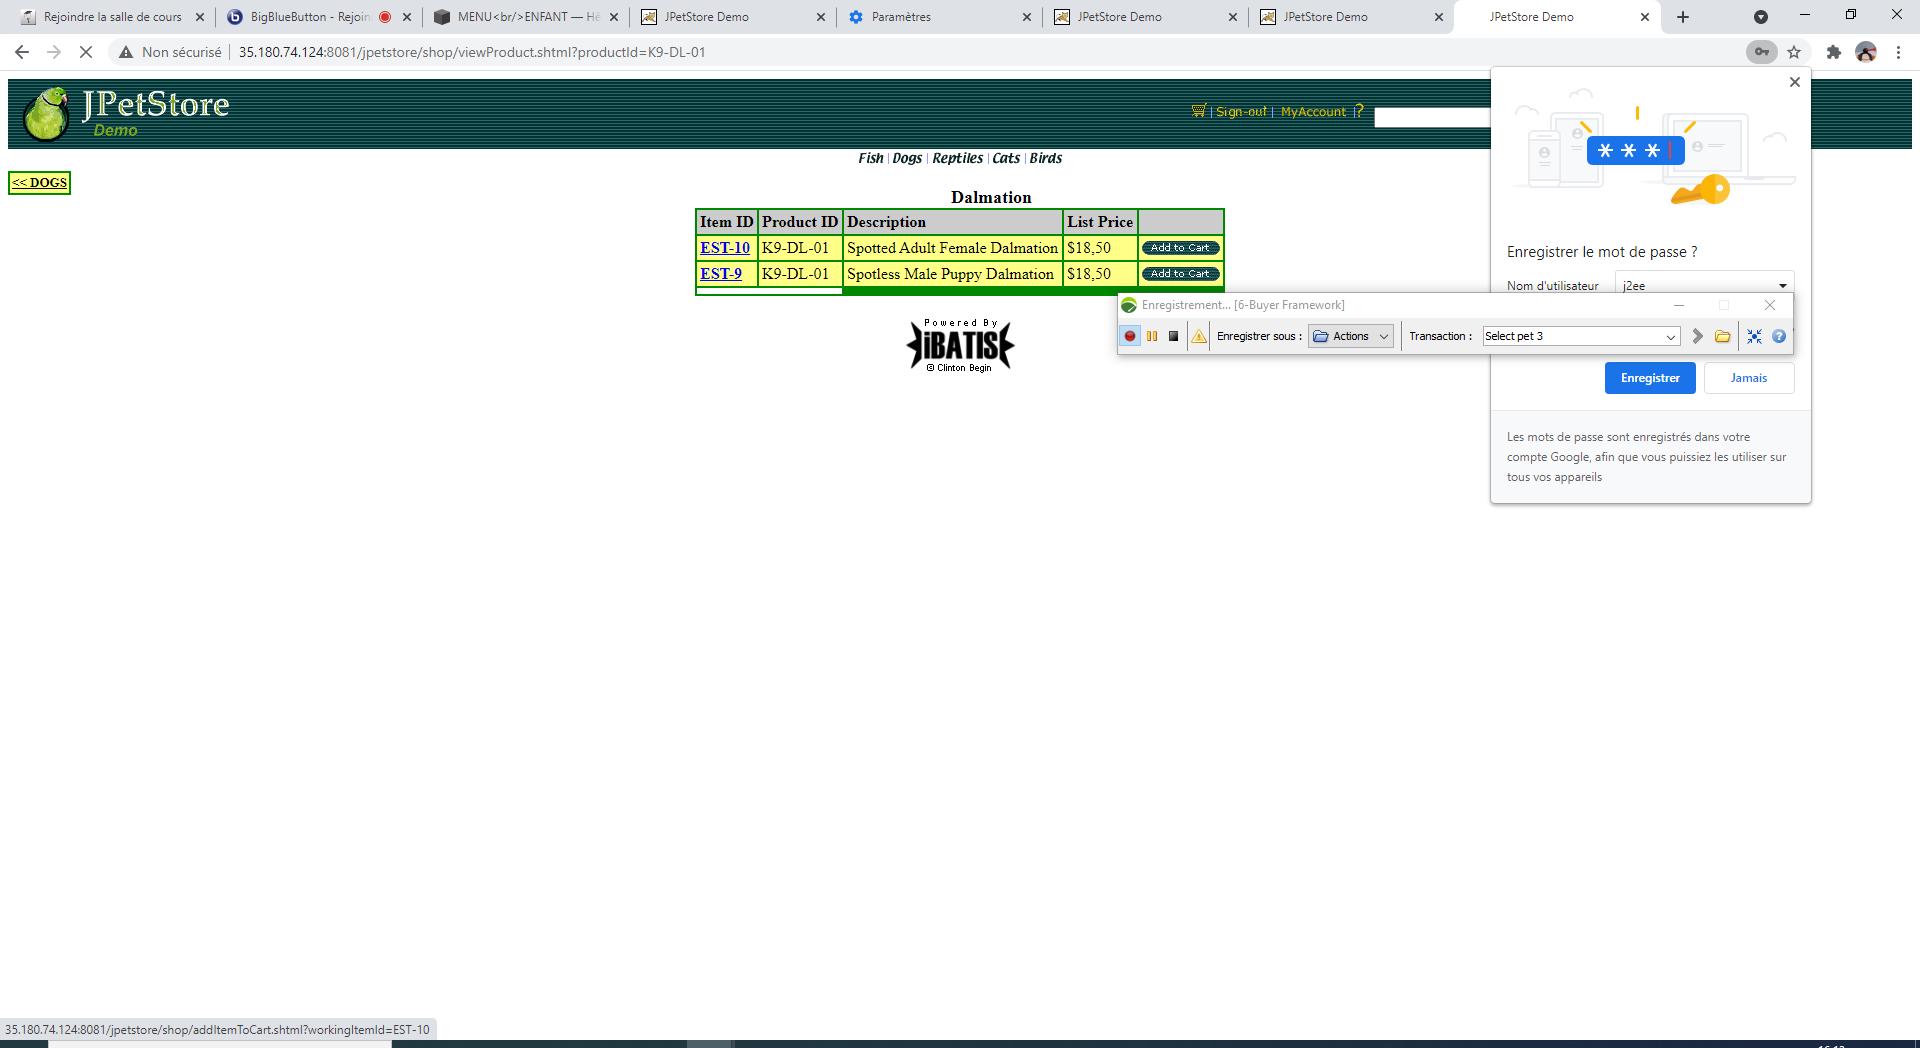 Rejoindre la salle de cours
BigBlueButton - Rejoin
MENU<br/>ENFANT — Hé
JPetStore Demo
Paramètres
JPetStore Demo
JPetStore Demo
JPetStore Demo
Non sécurisé
35.180.74.124:8081/jpetstore/shop/viewProduct.shtml?productId=K9-DL-01
JPetStore
Demo
| Sign-out | MyAccount | ?
Fish | Dogs | Reptiles | Cats | Birds
<< DOGS
Dalmation
Item ID Product ID Description List Price
EST-10 K9-DL-01 Spotted Adult Female Dalmation $18,50 Add to Cart
EST-9 K9-DL-01 Spotless Male Puppy Dalmation $18,50 Add to Cart
Powered By
iBATIS
© Clinton Begin
* * * |
Enregistrer le mot de passe ?
Nom d'utilisateur j2ee
Enregistrement... [6-Buyer Framework]
Enregistrer sous : Actions Transaction : Select pet 3
Enregistrer Jamais
Les mots de passe sont enregistrés dans votre
compte Google, afin que vous puissiez les utiliser sur
tous vos appareils
35.180.74.124:8081/jpetstore/shop/addItemToCart.shtml?workingItemId=EST-10